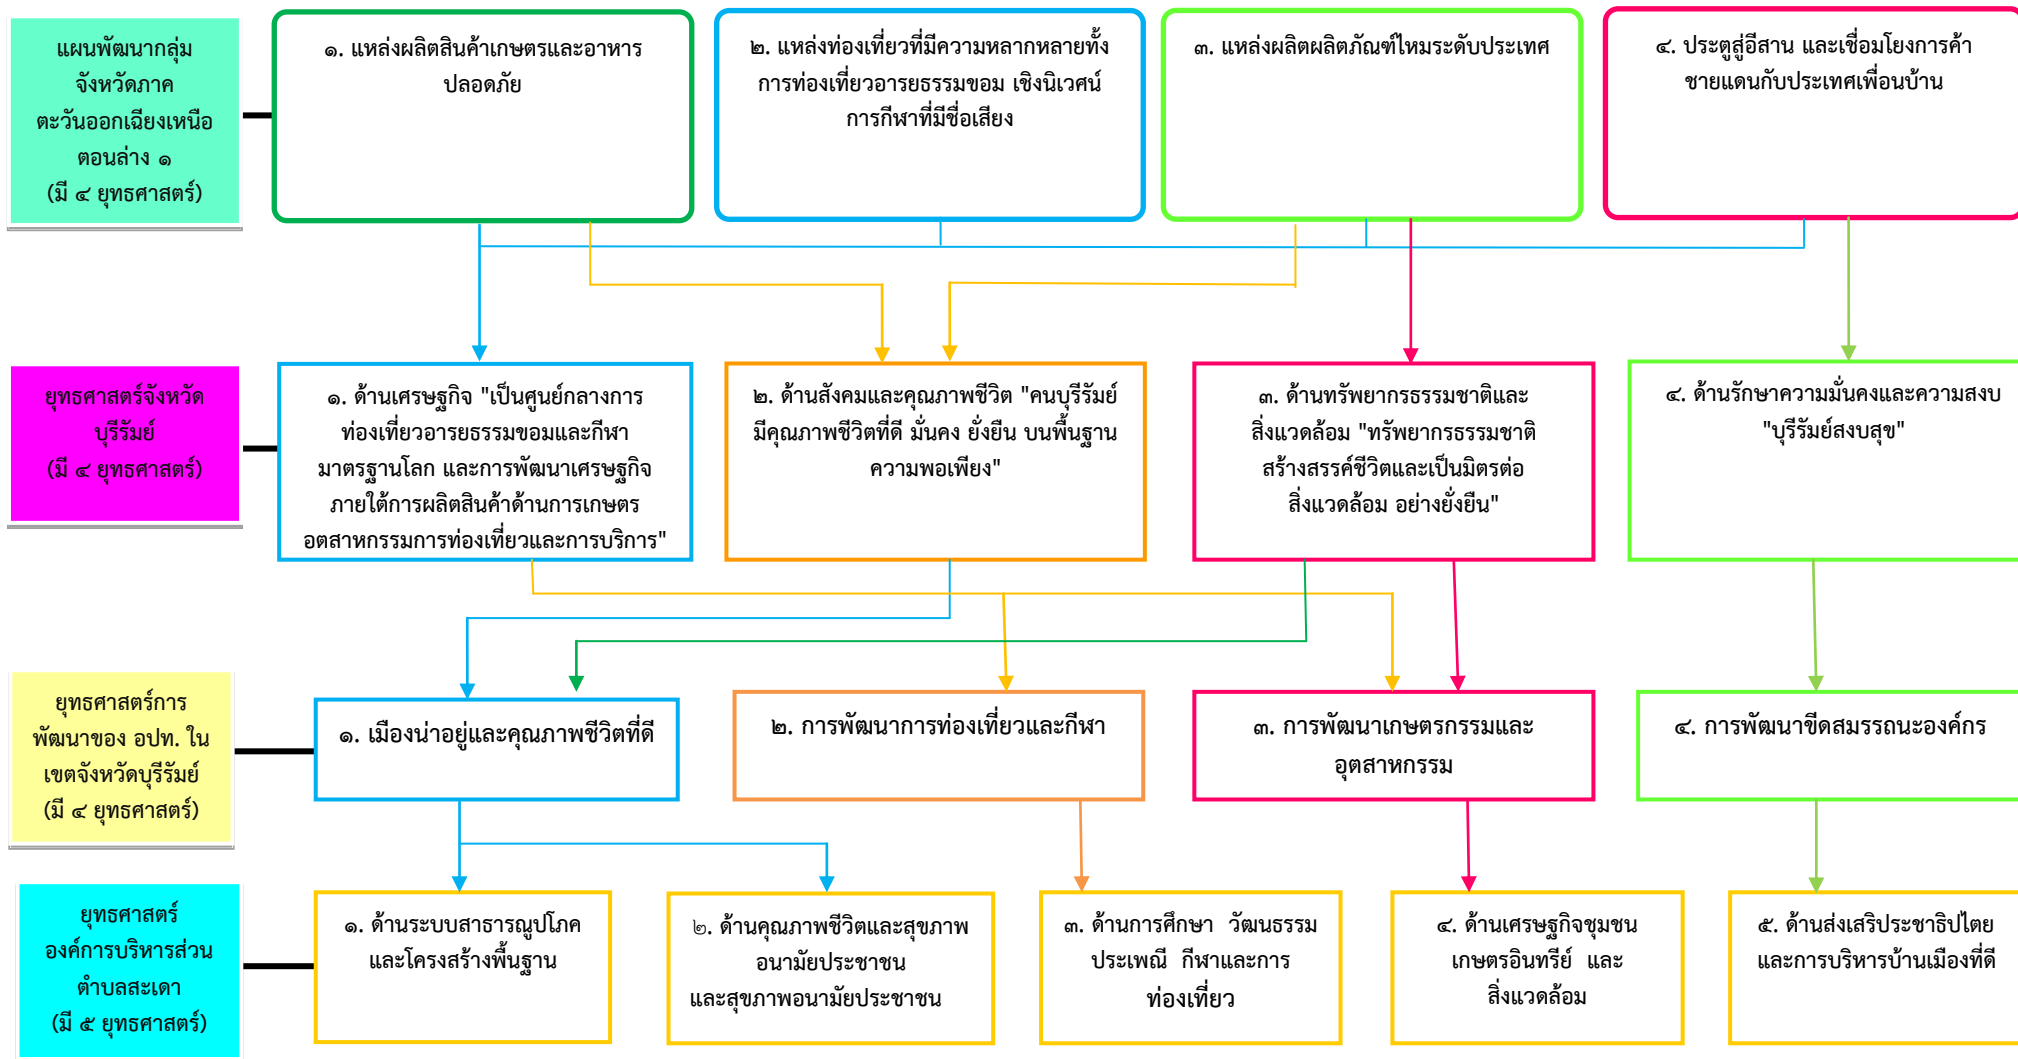 แผนพัฒนากลุ่ม
จังหวัดภาค
ตะวันออกเฉียงเหนือ
ตอนล่าง ๑
(มี ๔ ยุทธศาสตร์)
๑. แหล่งผลิตสินค้าเกษตรและอาหาร
ปลอดภัย
๒. แหล่งท่องเที่ยวที่มีความหลากหลายทั้ง
การท่องเที่ยวอารยธรรมขอม เชิงนิเวศน์
การกีฬาที่มีชื่อเสียง
๓. แหล่งผลิตผลิตภัณฑ์ไหมระดับประเทศ
๔. ประตูสู่อีสาน และเชื่อมโยงการค้า
ชายแดนกับประเทศเพื่อนบ้าน
ยุทธศาสตร์จังหวัด
บุรีรัมย์
(มี ๔ ยุทธศาสตร์)
๑. ด้านเศรษฐกิจ "เป็นศูนย์กลางการ
ท่องเที่ยวอารยธรรมขอมและกีฬา
มาตรฐานโลก และการพัฒนาเศรษฐกิจ
ภายใต้การผลิตสินค้าด้านการเกษตร
อตสาหกรรมการท่องเที่ยวและการบริการ"
๒. ด้านสังคมและคุณภาพชีวิต "คนบุรีรัมย์
มีคุณภาพชีวิตที่ดี มั่นคง ยั่งยืน บนพื้นฐาน
ความพอเพียง"
๓. ด้านทรัพยากรธรรมชาติและ
สิ่งแวดล้อม "ทรัพยากรธรรมชาติ
สร้างสรรค์ชีวิตและเป็นมิตรต่อ
สิ่งแวดล้อม อย่างยั่งยืน"
๔. ด้านรักษาความมั่นคงและความสงบ
"บุรีรัมย์สงบสุข"
ยุทธศาสตร์การ
พัฒนาของ อปท. ใน
เขตจังหวัดบุรีรัมย์
(มี ๔ ยุทธศาสตร์)
๑. เมืองน่าอยู่และคุณภาพชีวิตที่ดี
๒. การพัฒนาการท่องเที่ยวและกีฬา
๓. การพัฒนาเกษตรกรรมและ
อุตสาหกรรม
๔. การพัฒนาขีดสมรรถนะองค์กร
ยุทธศาสตร์
องค์การบริหารส่วน
ตำบลสะเดา
(มี ๕ ยุทธศาสตร์)
๑. ด้านระบบสาธารณูปโภค
และโครงสร้างพื้นฐาน
๒. ด้านคุณภาพชีวิตและสุขภาพ
อนามัยประชาชน
และสุขภาพอนามัยประชาชน
๓. ด้านการศึกษา วัฒนธรรม
ประเพณี กีฬาและการ
ท่องเที่ยว
๔. ด้านเศรษฐกิจชุมชน
เกษตรอินทรีย์ และ
สิ่งแวดล้อม
๕. ด้านส่งเสริประชาธิปไตย
และการบริหารบ้านเมืองที่ดี